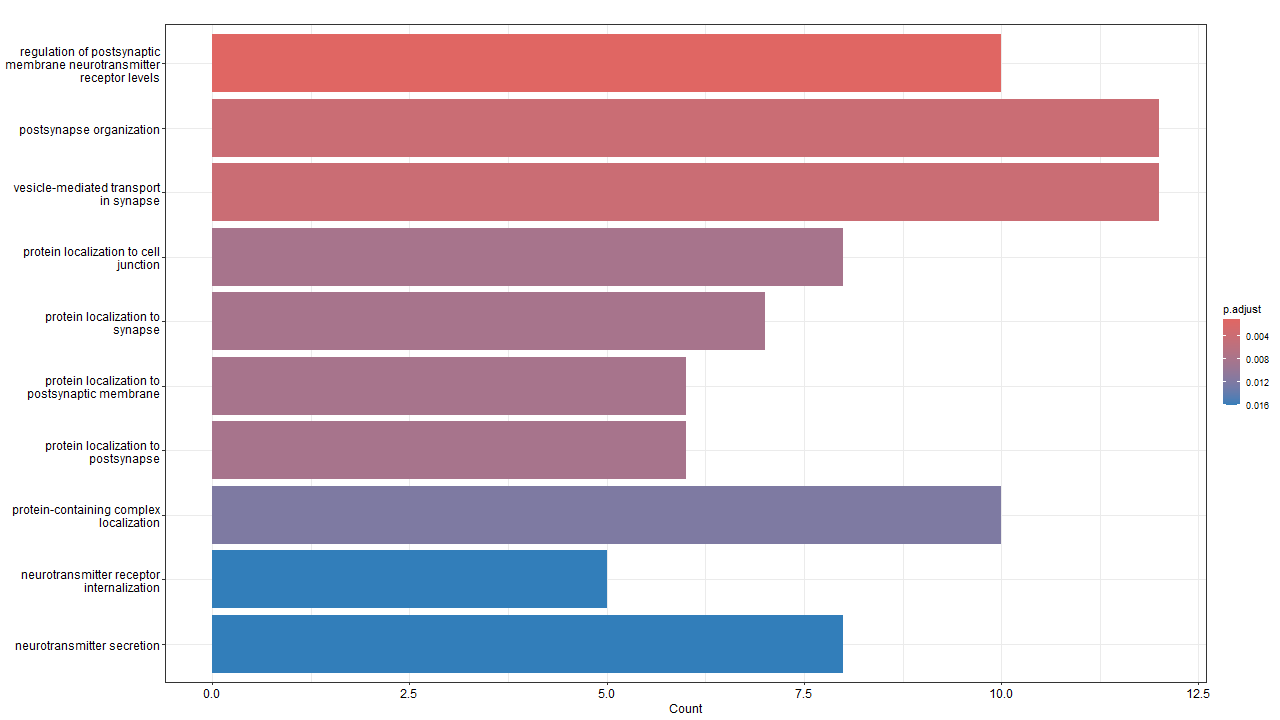 regulation of postsynaptic
membrane neurotransmitter
receptor levels
postsynapse organization
vesicle-mediated transport
in synapse
protein localization to cell
junction
protein localization to
synapse
protein localization to
postsynaptic membrane
protein localization to
postsynapse
protein-containing complex
localization
neurotransmitter receptor
internalization
neurotransmitter secretion
0.0 2.5 5.0 7.5 10.0 12.5
Count
p.adjust
0.004
0.008
0.012
0.016